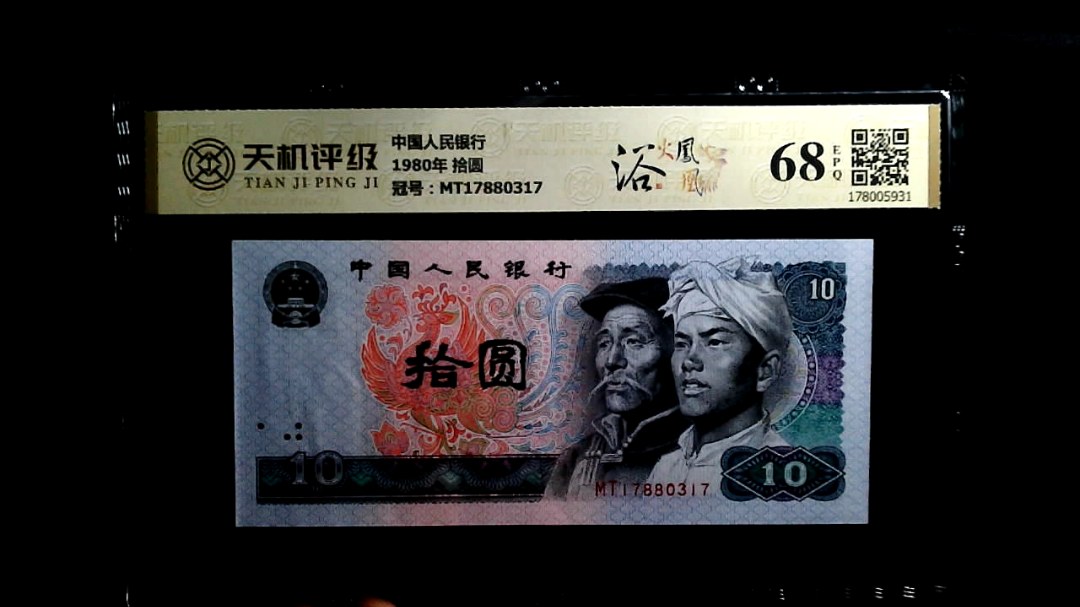 天机评级
TIAN JI PING JI
中国人民银行
1980年 拾圆
冠号：MT17880317
浴火鳳凰
68
EPQ
178005931
中国人民银行
10
拾圆
10
MT17880317
10